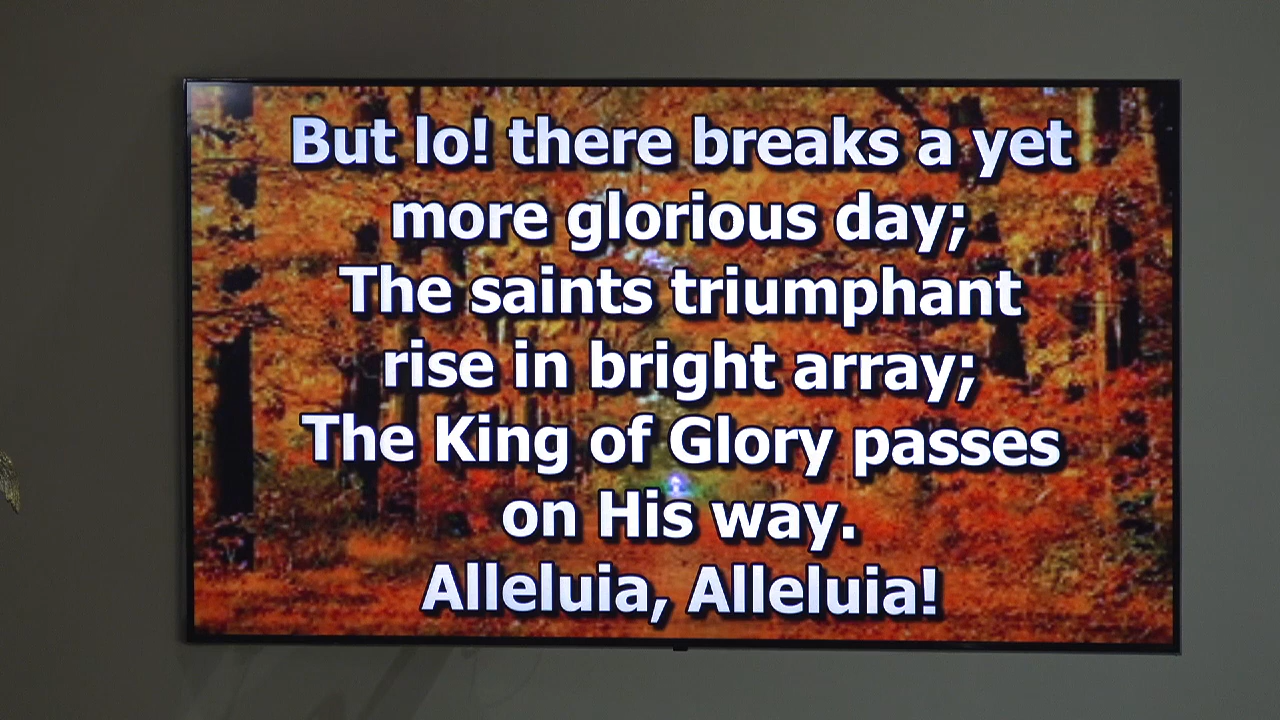 But lo! there breaks a yet
more glorious day;
The saints triumphant
rise in bright array;
The King of Glory passes
on His way.
Alleluia, Alleluia!